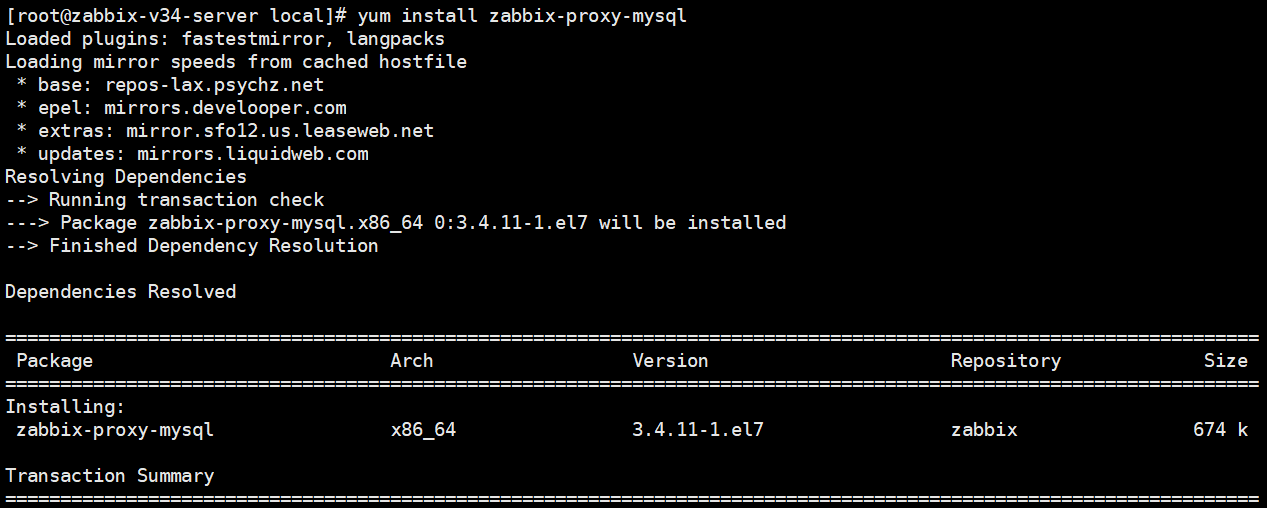 [root@zabbix-v34-server local]# yum install zabbix-proxy-mysql
Loaded plugins: fastestmirror, langpacks
Loading mirror speeds from cached hostfile
 * base: repos-lax.psychz.net
 * epel: mirrors.develooper.com
 * extras: mirror.sfo12.us.leaseweb.net
 * updates: mirrors.liquidweb.com
Resolving Dependencies
--> Running transaction check
---> Package zabbix-proxy-mysql.x86_64 0:3.4.11-1.el7 will be installed
--> Finished Dependency Resolution

Dependencies Resolved

==================================================================================================================
 Package                           Arch                  Version                      Repository             Size
==================================================================================================================
Installing:
 zabbix-proxy-mysql                x86_64                3.4.11-1.el7                 zabbix                674 k

Transaction Summary
==================================================================================================================